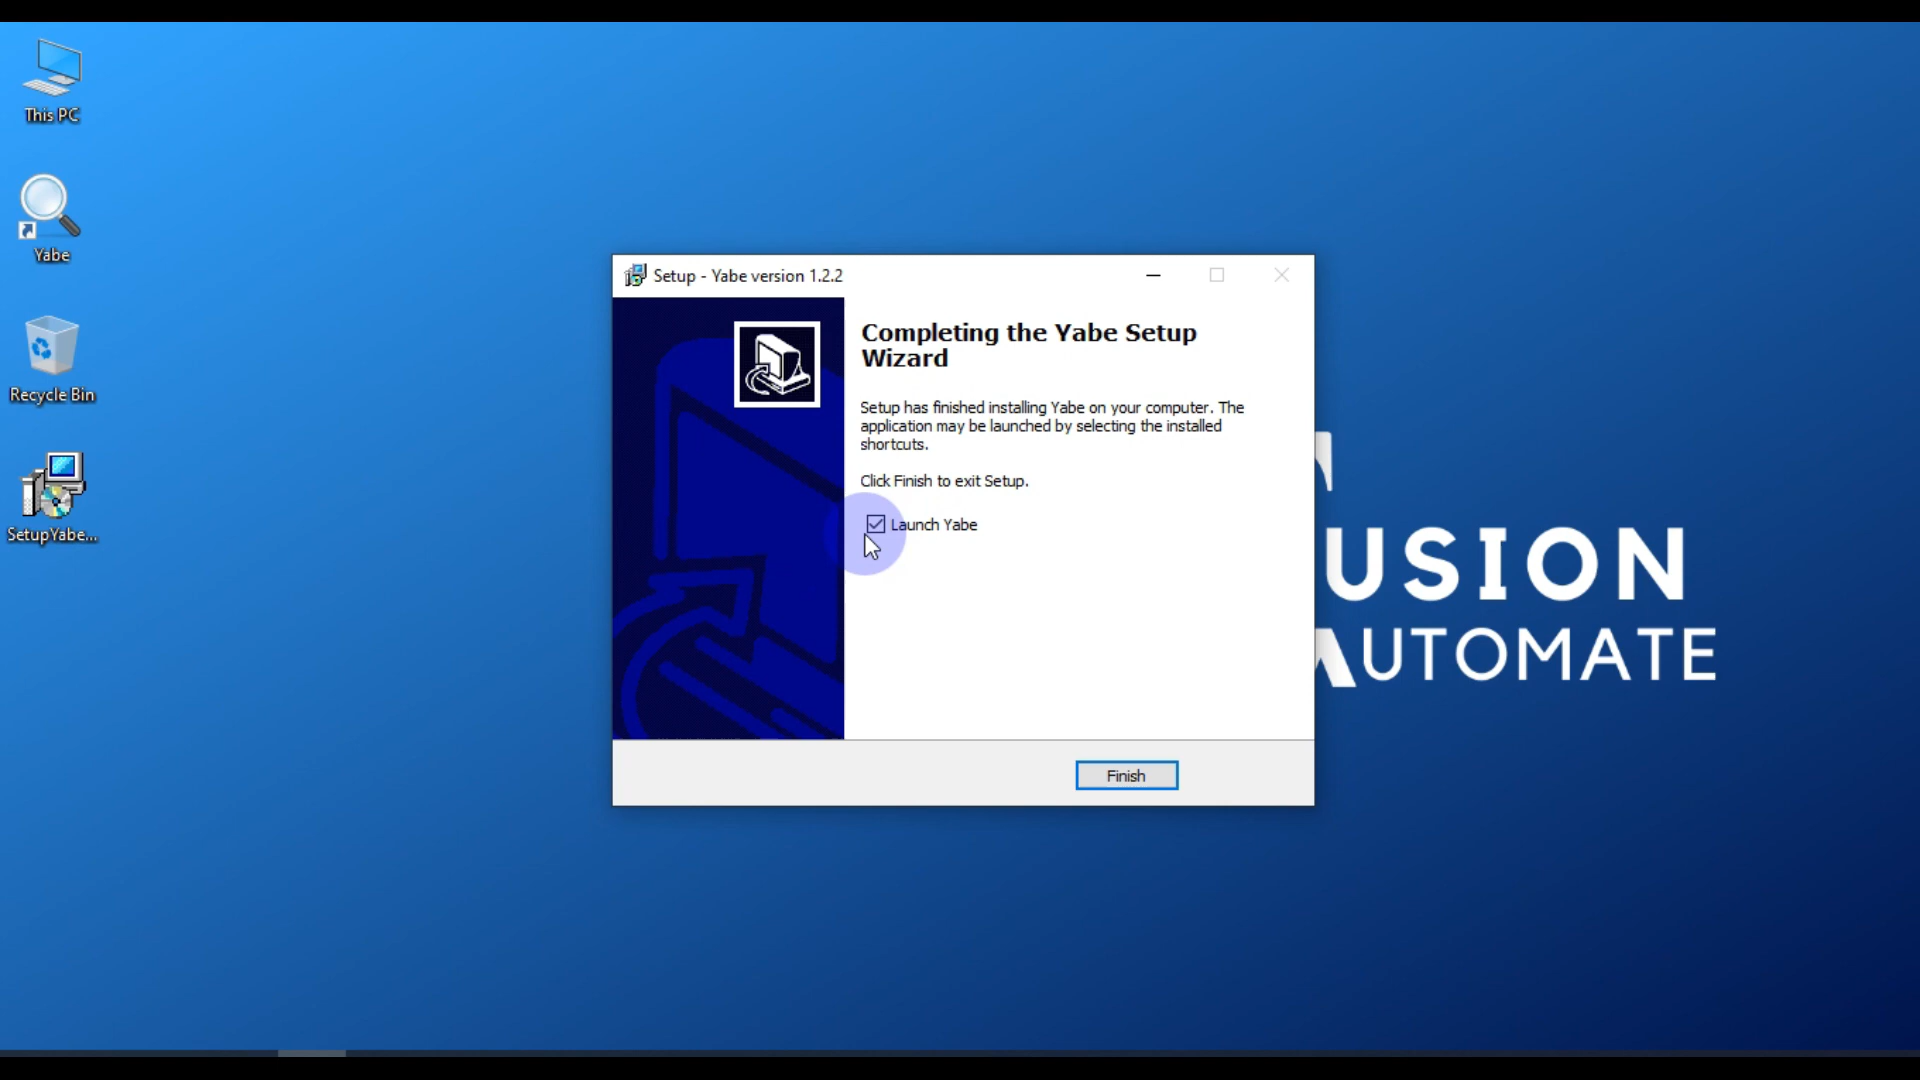 This PC
Yabe
Recycle Bin
SetupYabe...
Setup - Yabe version 1.2.2
Completing the Yabe Setup
Wizard
Setup has finished installing Yabe on your computer. The
application may be launched by selecting the installed
shortcuts.
Click Finish to exit Setup.
Launch Yabe
Finish
USION
AUTOMATE